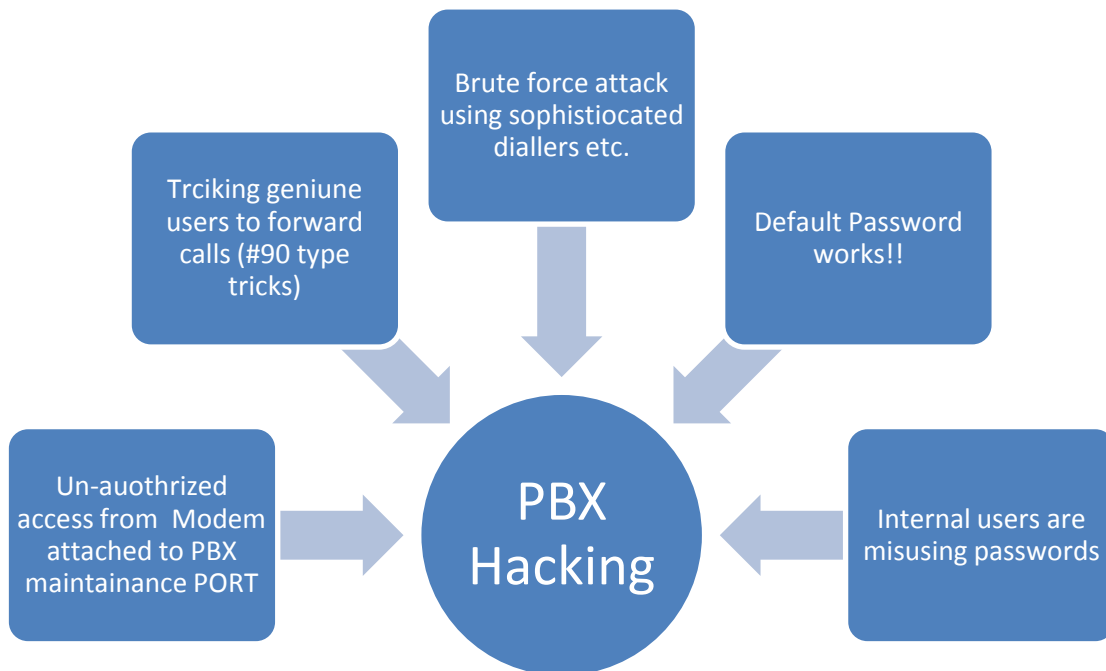 Brute force attack
using sophistiocated
diallers etc.
Trciking geniune
users to forward
calls (#90 type
tricks)
Default Password
works!!
Un-auothrized
access from Modem
attached to PBX
maintainance PORT
PBX
Hacking
Internal users are
misusing passwords